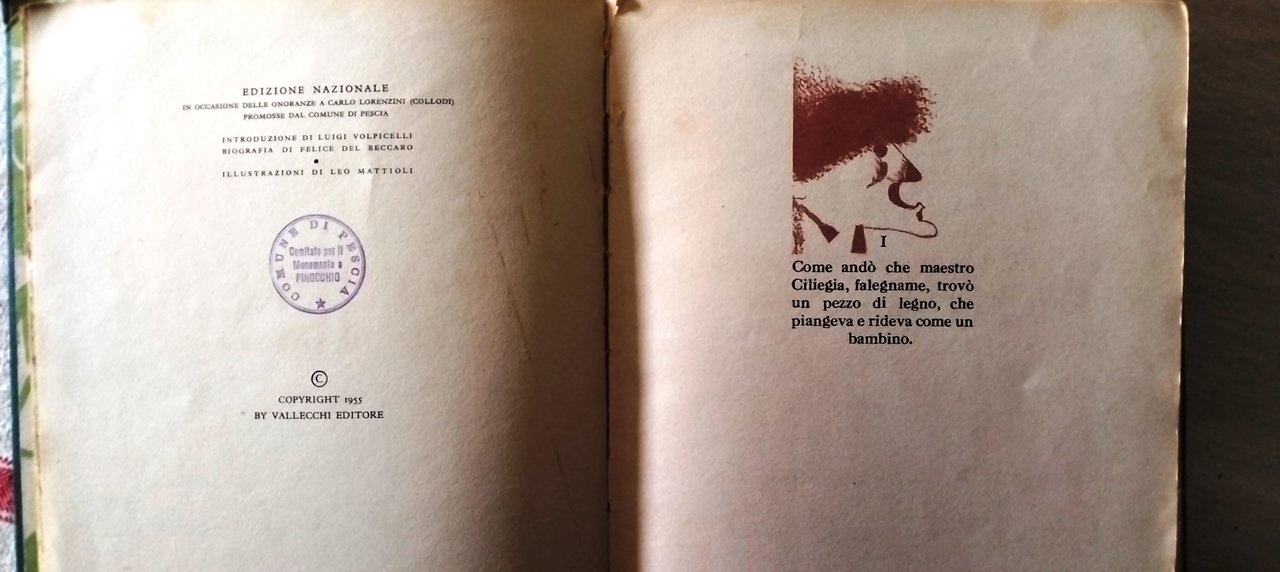 EDIZIONE NAZIONALE
IN OCCASIONE DELLE ONORANZE A CARLO LORENZINI (COLLODI)
PROMOSSE DAL COMUNE DI PESCIA
INTRODUZIONE DI LUIGI VOLPICELLI
BIOGRAFIA DI FELICE DEL BECCARO
ILLUSTRAZIONI DI LEO MATTIOLI
COMUNE DI PESCIA
Comitato per il
Monumento a
PINOCCHIO
©
COPYRIGHT 1955
BY VALLECCHI EDITORE
I
Come andò che maestro
Ciliegia, falegname, trovò
un pezzo di legno, che
piangeva e rideva come un
bambino.